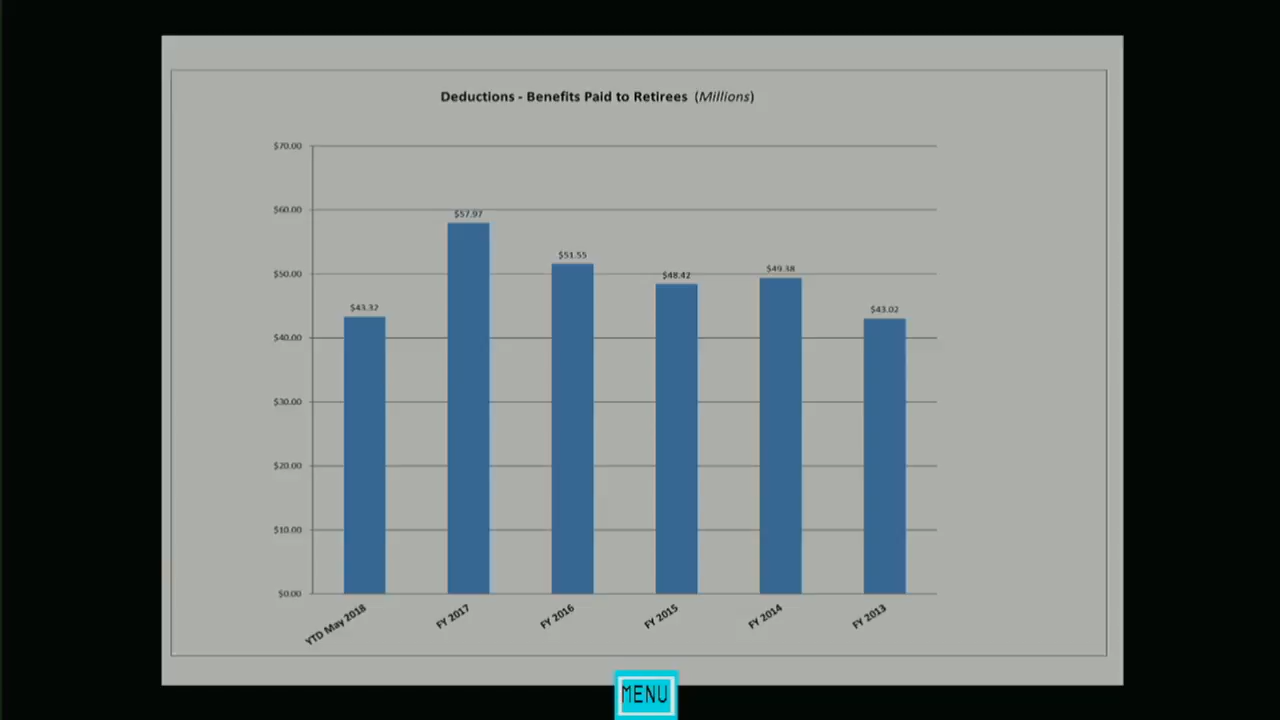 Deductions - Benefits Paid to Retirees (Millions)
$70.00
$60.00
$57.97
$51.55
$50.00
$48.42
$49.38
$43.32
$43.02
$40.00
$30.00
$20.00
$10.00
$0.00
YTD May 2018
FY 2017
FY 2016
FY 2015
FY 2014
FY 2013
MENU